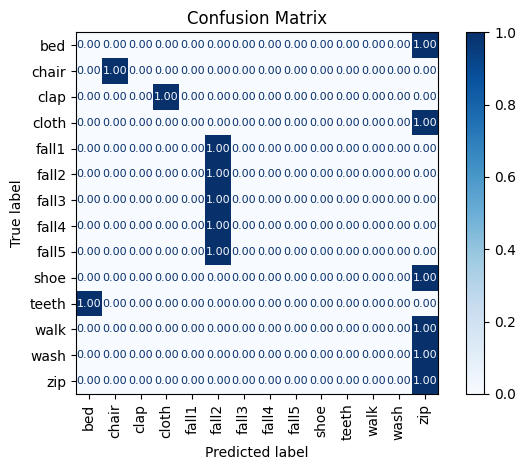 Confusion Matrix
True label
bed 0.00 0.00 0.00 0.00 0.00 0.00 0.00 0.00 0.00 0.00 0.00 0.00 0.00 1.00
chair 0.00 1.00 0.00 0.00 0.00 0.00 0.00 0.00 0.00 0.00 0.00 0.00 0.00 0.00
clap 0.00 0.00 0.00 1.00 0.00 0.00 0.00 0.00 0.00 0.00 0.00 0.00 0.00 0.00
cloth 0.00 0.00 0.00 0.00 0.00 0.00 0.00 0.00 0.00 0.00 0.00 0.00 0.00 1.00
fall1 0.00 0.00 0.00 0.00 0.00 1.00 0.00 0.00 0.00 0.00 0.00 0.00 0.00 0.00
fall2 0.00 0.00 0.00 0.00 0.00 1.00 0.00 0.00 0.00 0.00 0.00 0.00 0.00 0.00
fall3 0.00 0.00 0.00 0.00 0.00 1.00 0.00 0.00 0.00 0.00 0.00 0.00 0.00 0.00
fall4 0.00 0.00 0.00 0.00 0.00 1.00 0.00 0.00 0.00 0.00 0.00 0.00 0.00 0.00
fall5 0.00 0.00 0.00 0.00 0.00 1.00 0.00 0.00 0.00 0.00 0.00 0.00 0.00 0.00
shoe 0.00 0.00 0.00 0.00 0.00 0.00 0.00 0.00 0.00 0.00 0.00 0.00 0.00 1.00
teeth 1.00 0.00 0.00 0.00 0.00 0.00 0.00 0.00 0.00 0.00 0.00 0.00 0.00 0.00
walk 0.00 0.00 0.00 0.00 0.00 0.00 0.00 0.00 0.00 0.00 0.00 0.00 0.00 1.00
wash 0.00 0.00 0.00 0.00 0.00 0.00 0.00 0.00 0.00 0.00 0.00 0.00 0.00 1.00
zip 0.00 0.00 0.00 0.00 0.00 0.00 0.00 0.00 0.00 0.00 0.00 0.00 0.00 1.00
bed chair clap cloth fall1 fall2 fall3 fall4 fall5 shoe teeth walk wash zip
Predicted label
1.0
0.8
0.6
0.4
0.2
0.0